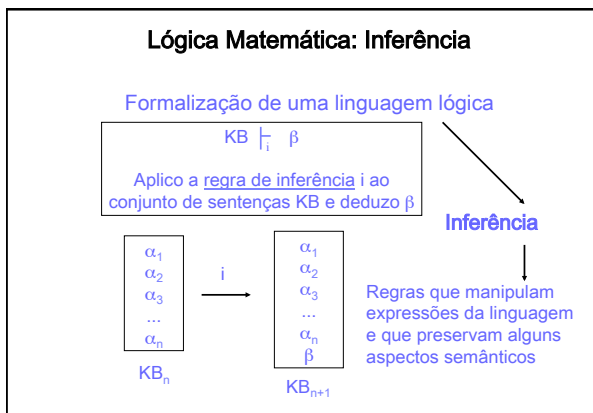 Lógica Matemática: Inferência
Formalização de uma linguagem lógica
KB ├i β
Aplico a regra de inferência i ao
conjunto de sentenças KB e deduzo β
Inferência
α1
α2
α3
...
αn
KBn
i
α1
α2
α3
...
αn
β
KBn+1
Regras que manipulam
expressões da linguagem
e que preservam alguns
aspectos semânticos